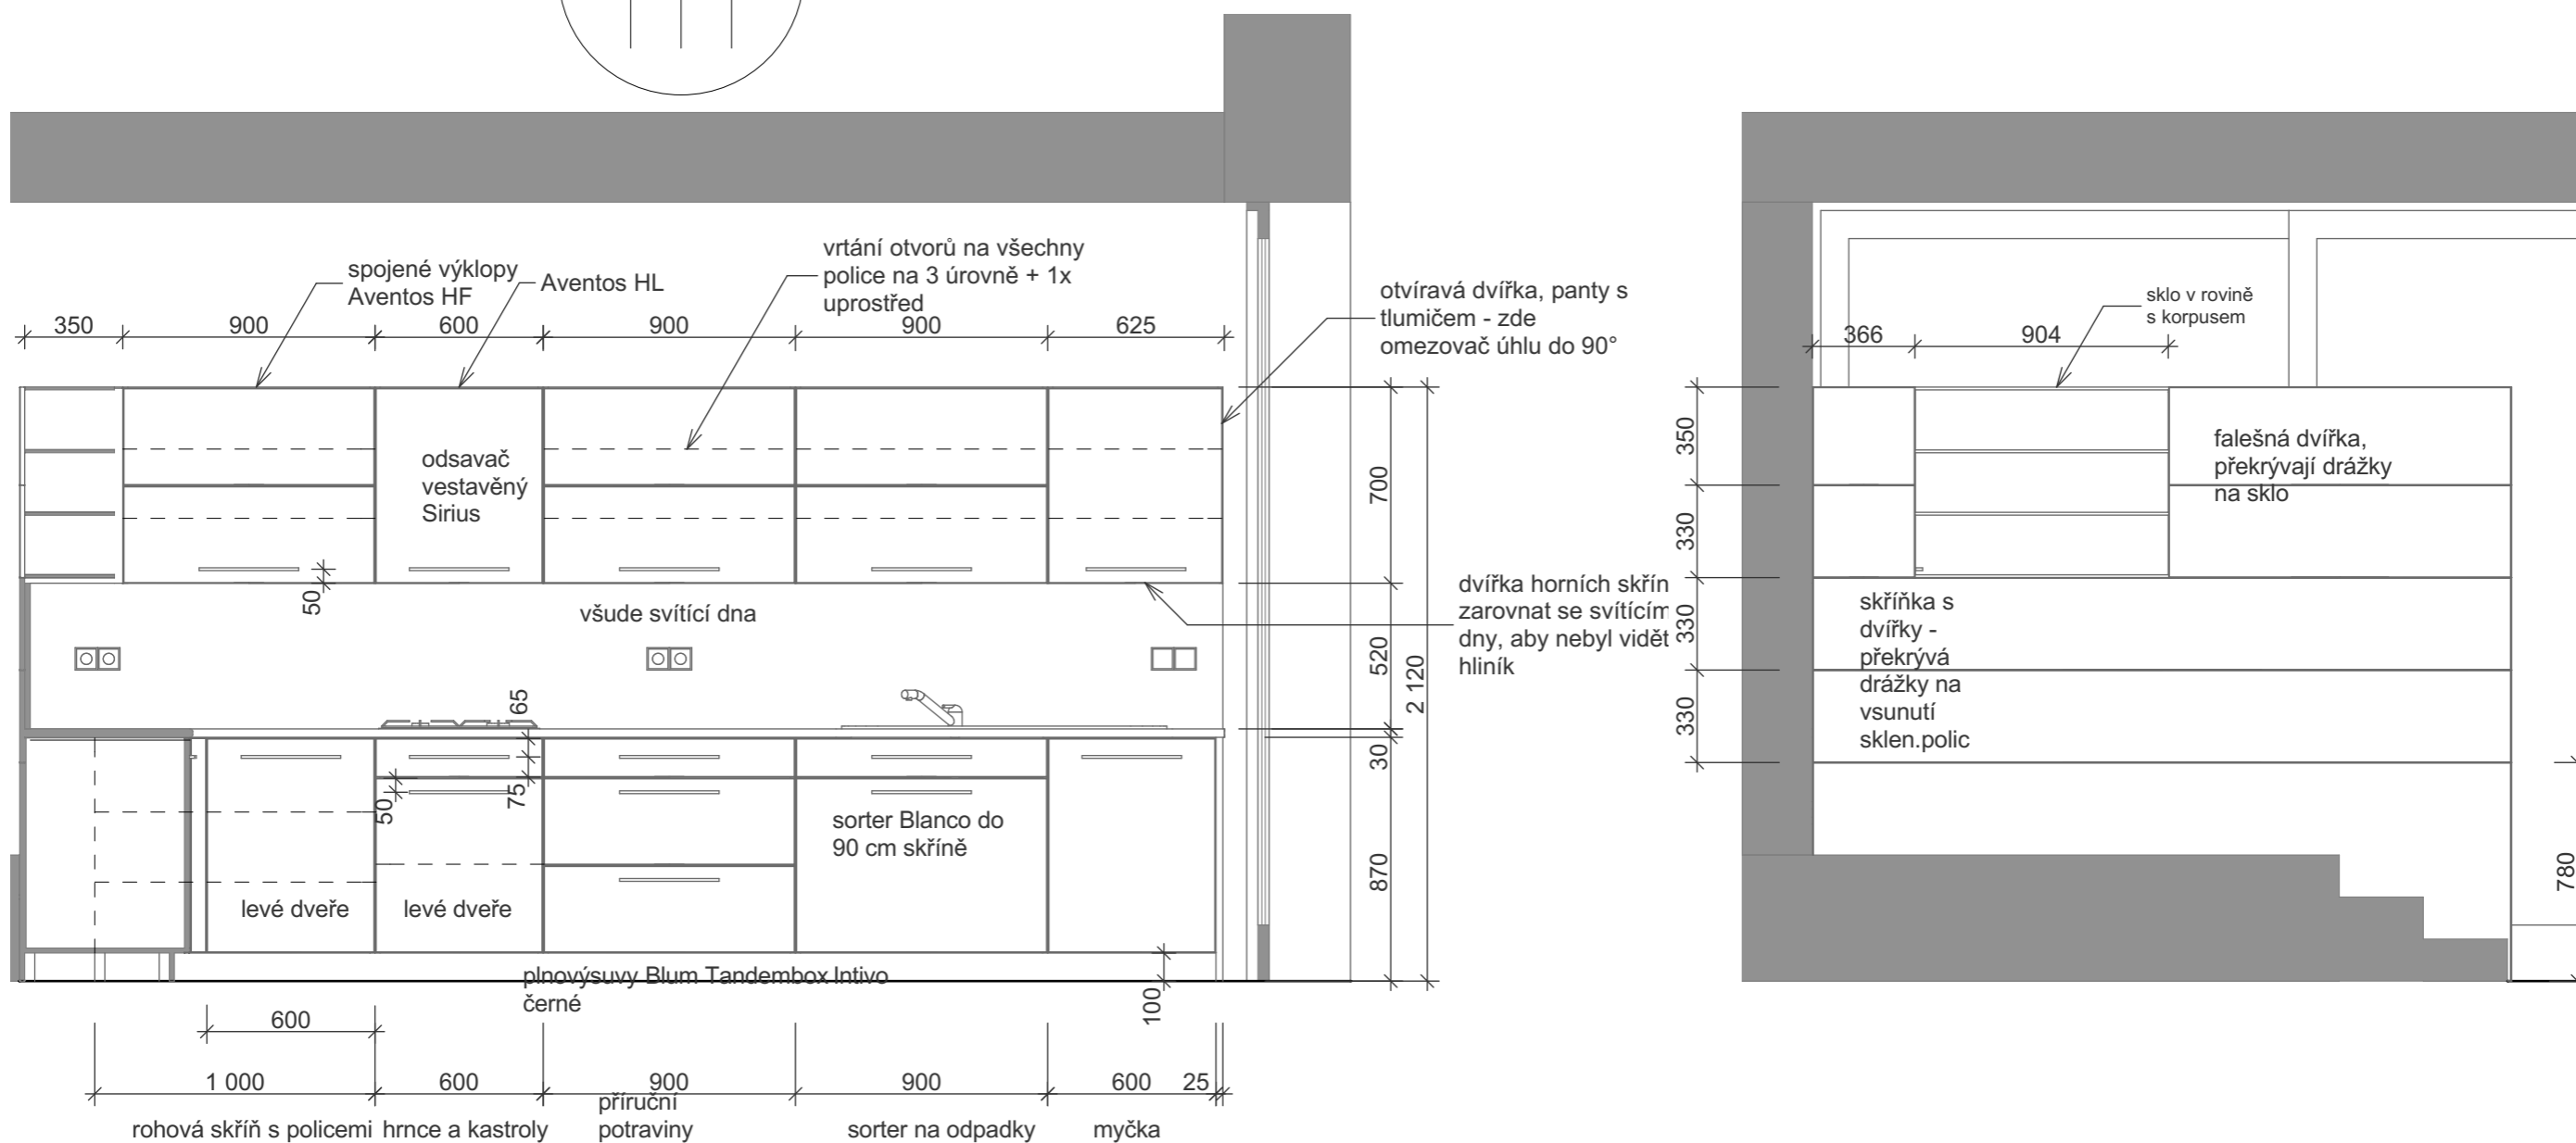 spojené výklopy
Aventos HF
Aventos HL
vrtání otvorů na všechny
police na 3 úrovně + 1x
uprostřed
otvíravá dvířka, panty s
tlumičem - zde
omezovač úhlu do 90°
sklo v rovině
s korpusem
350
900
600
900
900
625
366
904
odsavač
vestavěný
Sirius
falešná dvířka,
překrývají drážky
na sklo
700
350
330
330
330
50
všude svítící dna
dvířka horních skřín
zarovnat se svítícím
dny, aby nebyl vidět
hliník
skříňka s
dvířky -
překrývá
drážky na
vsunutí
sklen.polic
520
2 120
65
30
75
50
sorter Blanco do
90 cm skříně
870
780
levé dveře
levé dveře
plnovýsuvy Blum Tandembox Intivo
černé
100
600
1 000
600
900
900
600
25
rohová skříň s policemi
hrnce a kastroly
příruční
potraviny
sorter na odpadky
myčka